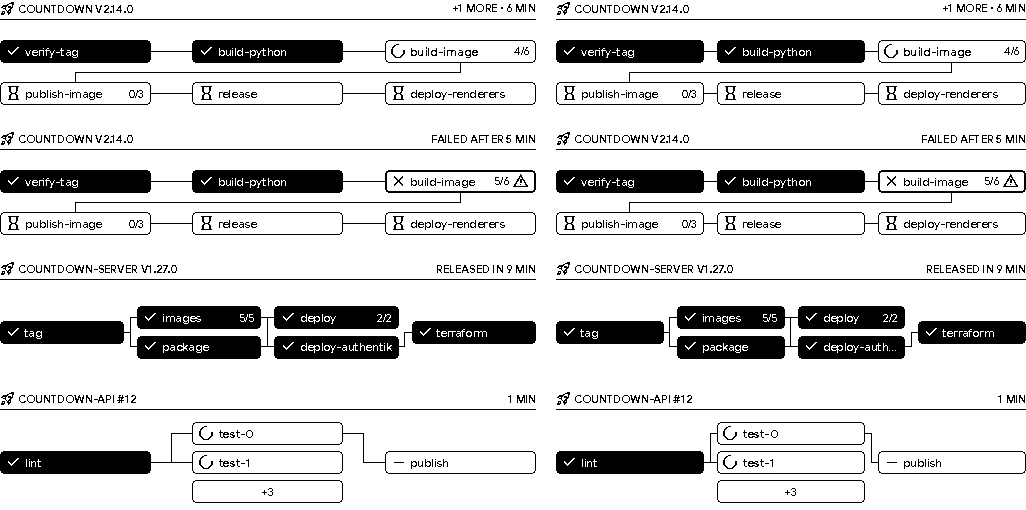 COUNTDOWN V2.14.0 +1 MORE • 6 MIN
verify-tag build-python build-image 4/6
publish-image 0/3 release deploy-renderers
COUNTDOWN V2.14.0 FAILED AFTER 5 MIN
verify-tag build-python build-image 5/6
publish-image 0/3 release deploy-renderers
COUNTDOWN-SERVER V1.27.0 RELEASED IN 9 MIN
images 5/5 deploy 2/2
tag terraform
package deploy-authentik
COUNTDOWN-API #12 1 MIN
test-0
lint test-1 publish
+3
COUNTDOWN V2.14.0 +1 MORE • 6 MIN
verify-tag build-python build-image 4/6
publish-image 0/3 release deploy-renderers
COUNTDOWN V2.14.0 FAILED AFTER 5 MIN
verify-tag build-python build-image 5/6
publish-image 0/3 release deploy-renderers
COUNTDOWN-SERVER V1.27.0 RELEASED IN 9 MIN
images 5/5 deploy 2/2
tag terraform
package deploy-auth...
COUNTDOWN-API #12 1 MIN
test-0
lint test-1 publish
+3